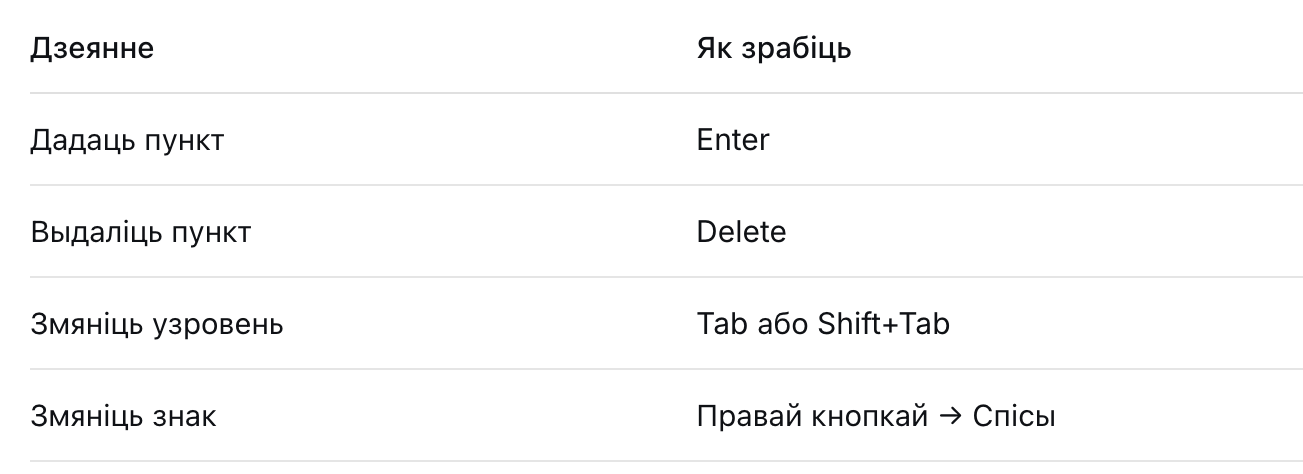 Дзеянне Як зрабіць
Дадаць пункт Enter
Выдаліць пункт Delete
Змяніць узровень Tab або Shift+Tab
Змяніць знак Правай кнопкай → Спісы